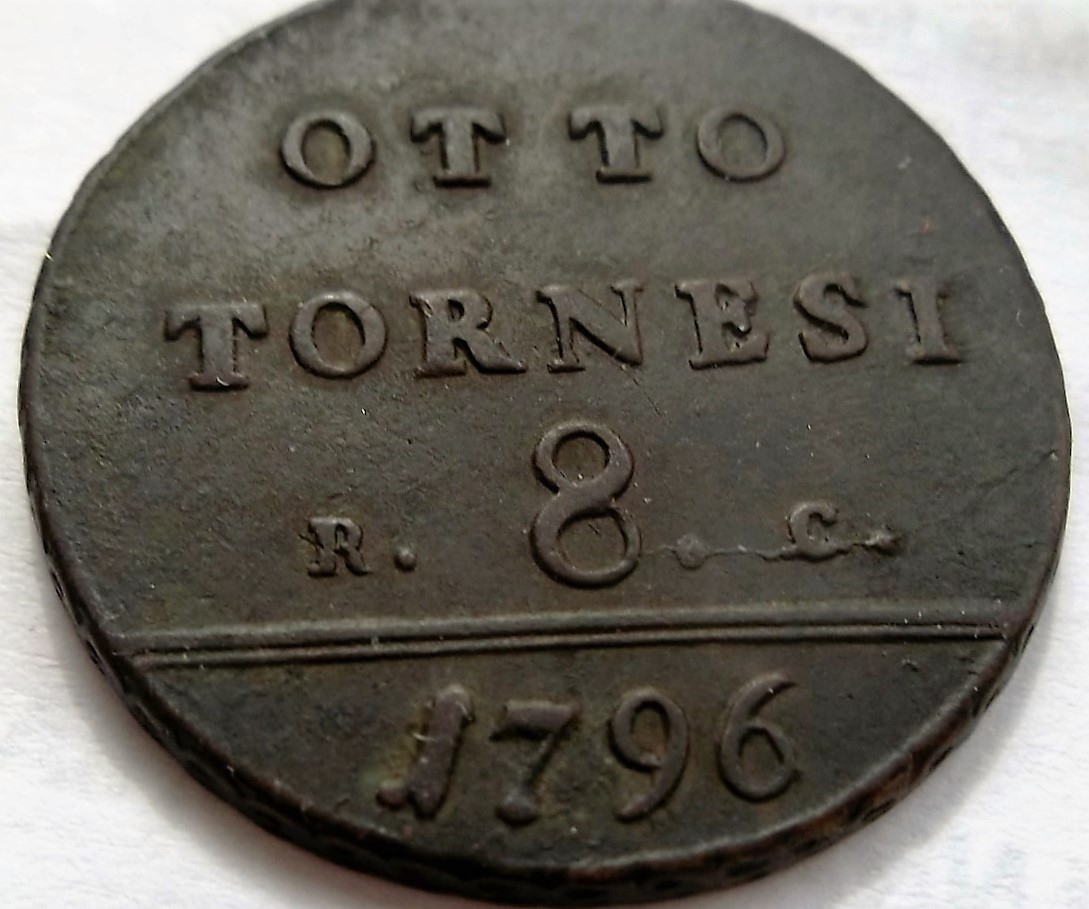 OTTO
TORNESI
R. 8. C.
1796